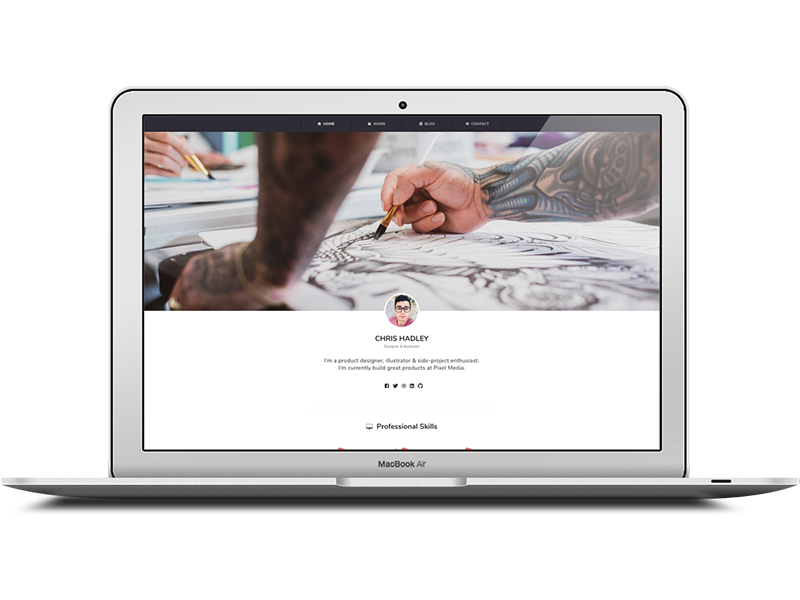 HOME WORK BLOG CONTACT
CHRIS HADLEY
Designer & Illustrator
I'm a product designer, illustrator & side-project enthusiast.
I'm currently build great products at Pixel Media.
Professional Skills
MacBook Air